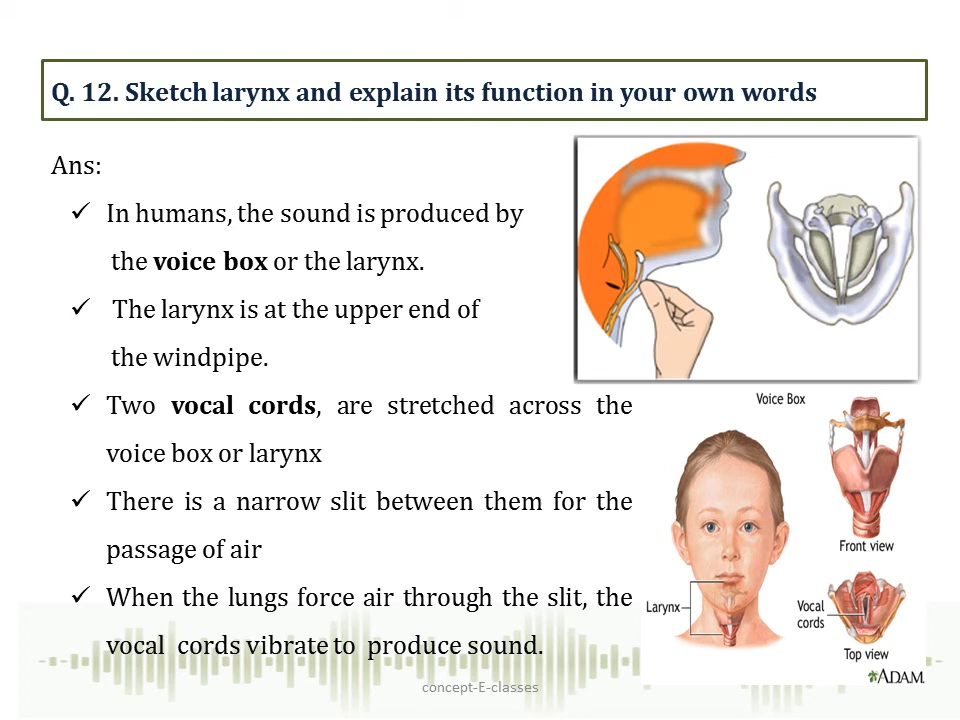 Q. 12. Sketch larynx and explain its function in your own words
Ans:
✓ In humans, the sound is produced by
the voice box or the larynx.
✓ The larynx is at the upper end of
the windpipe.
✓ Two vocal cords, are stretched across the
voice box or larynx
✓ There is a narrow slit between them for the
passage of air
✓ When the lungs force air through the slit, the
vocal cords vibrate to produce sound.
Voice Box
Front view
Larynx
Vocal
cords
Top view
ADAM.
concept-E-classes